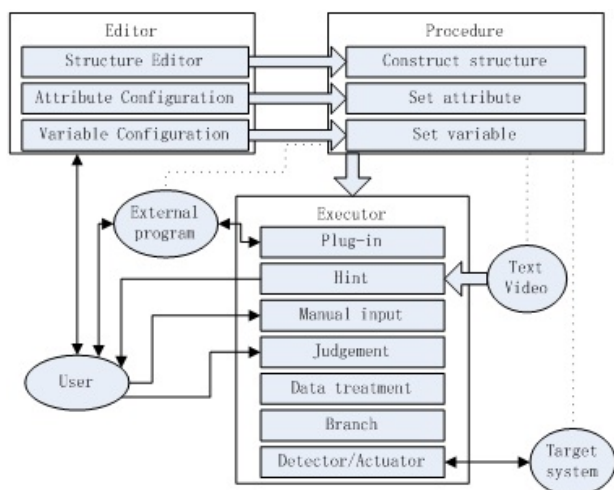 Editor
Structure Editor
Attribute Configuration
Variable Configuration
Procedure
Construct structure
Set attribute
Set variable
External
program
Executor
Plug-in
Hint
Manual input
Judgement
Data treatment
Branch
Detector/Actuator
Text
Video
User
Target
system